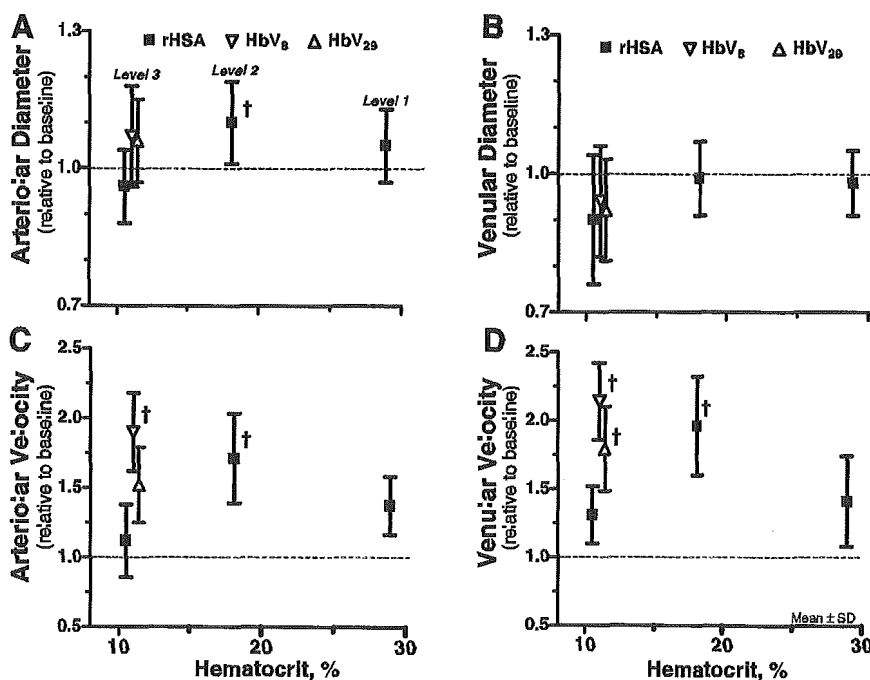 A
1.3
■ rHSA ▽ HbV8 △ HbV29
Level 3
Level 2
Level 1
†
1.0
0.7
Arteriolar Diameter
(relative to baseline)
B
1.3
■ rHSA ▽ HbV8 △ HbV29
1.0
0.7
Venular Diameter
(relative to baseline)
C
2.5
2.0
1.5
1.0
0.5
†
†
Arteriolar Velocity
(relative to baseline)
10
20
30
Hematocrit, %
D
2.5
2.0
1.5
1.0
0.5
†
†
†
Venular Velocity
(relative to baseline)
Mean ± SD
10
20
30
Hematocrit, %